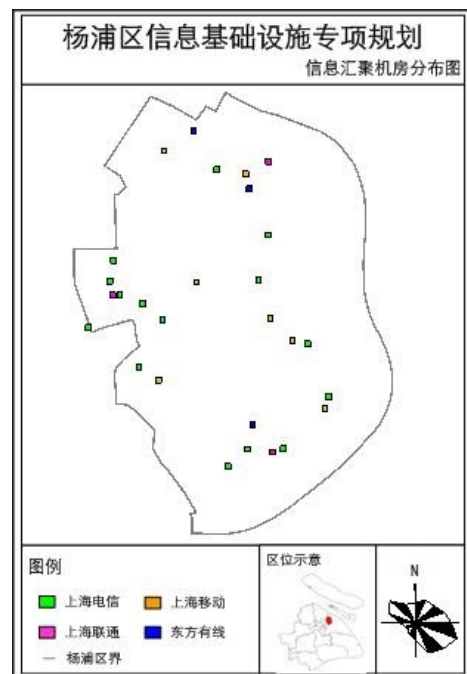 杨浦区信息基础设施专项规划
信息汇聚机房分布图
图例
上海电信
上海移动
上海联通
东方有线
杨浦区界
区位示意
N